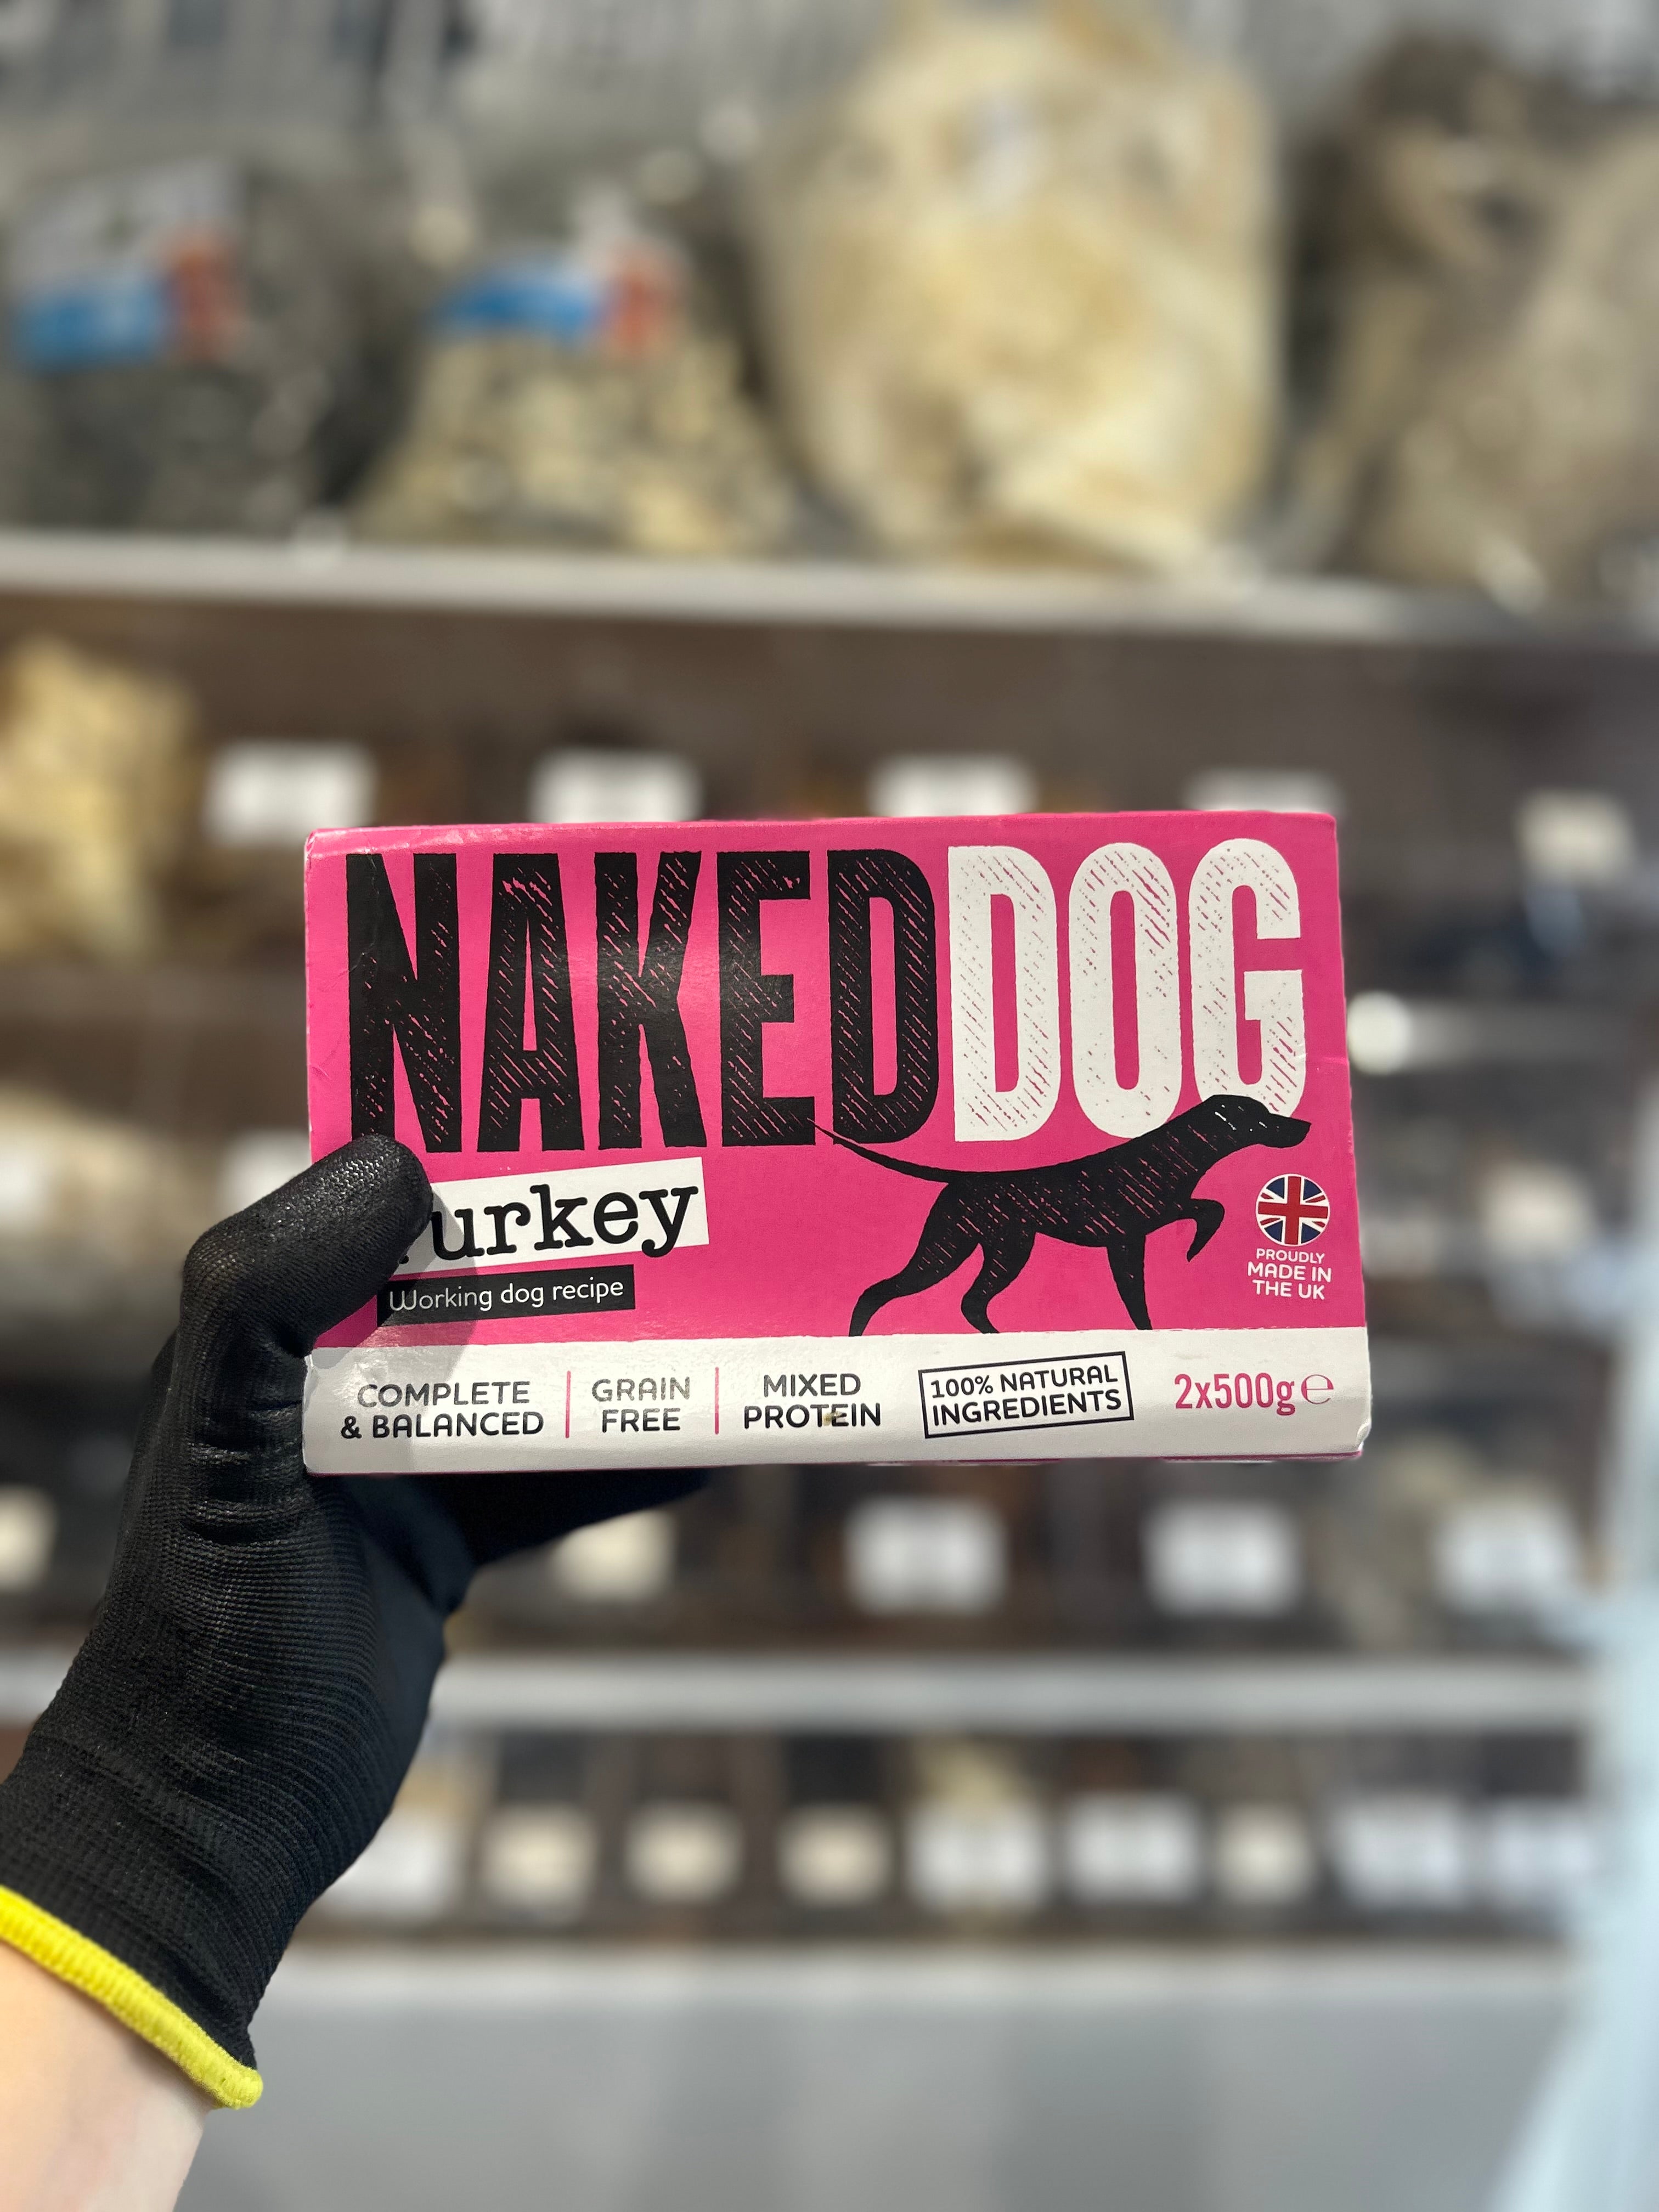 NAKEDDOG
Turkey
Working dog recipe
PROUDLY
MADE IN
THE UK
COMPLETE
& BALANCED
GRAIN
FREE
MIXED
PROTEIN
100% NATURAL
INGREDIENTS
2x500g ℮